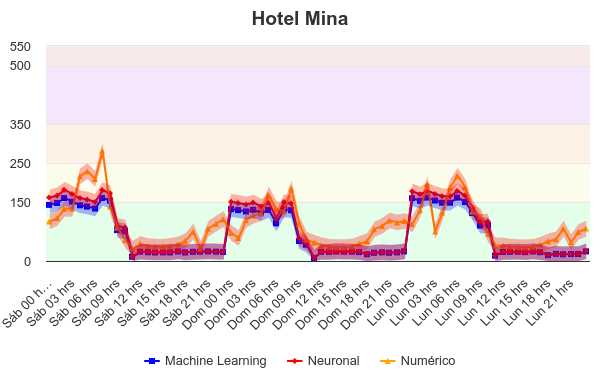 Hotel Mina
550
500
350
250
150
0
Sáb 00 h...
Sáb 03 hrs
Sáb 06 hrs
Sáb 09 hrs
Sáb 12 hrs
Sáb 15 hrs
Sáb 18 hrs
Sáb 21 hrs
Dom 00 hrs
Dom 03 hrs
Dom 06 hrs
Dom 09 hrs
Dom 12 hrs
Dom 15 hrs
Dom 18 hrs
Dom 21 hrs
Lun 00 hrs
Lun 03 hrs
Lun 06 hrs
Lun 09 hrs
Lun 12 hrs
Lun 15 hrs
Lun 18 hrs
Lun 21 hrs
Machine Learning Neuronal Numérico